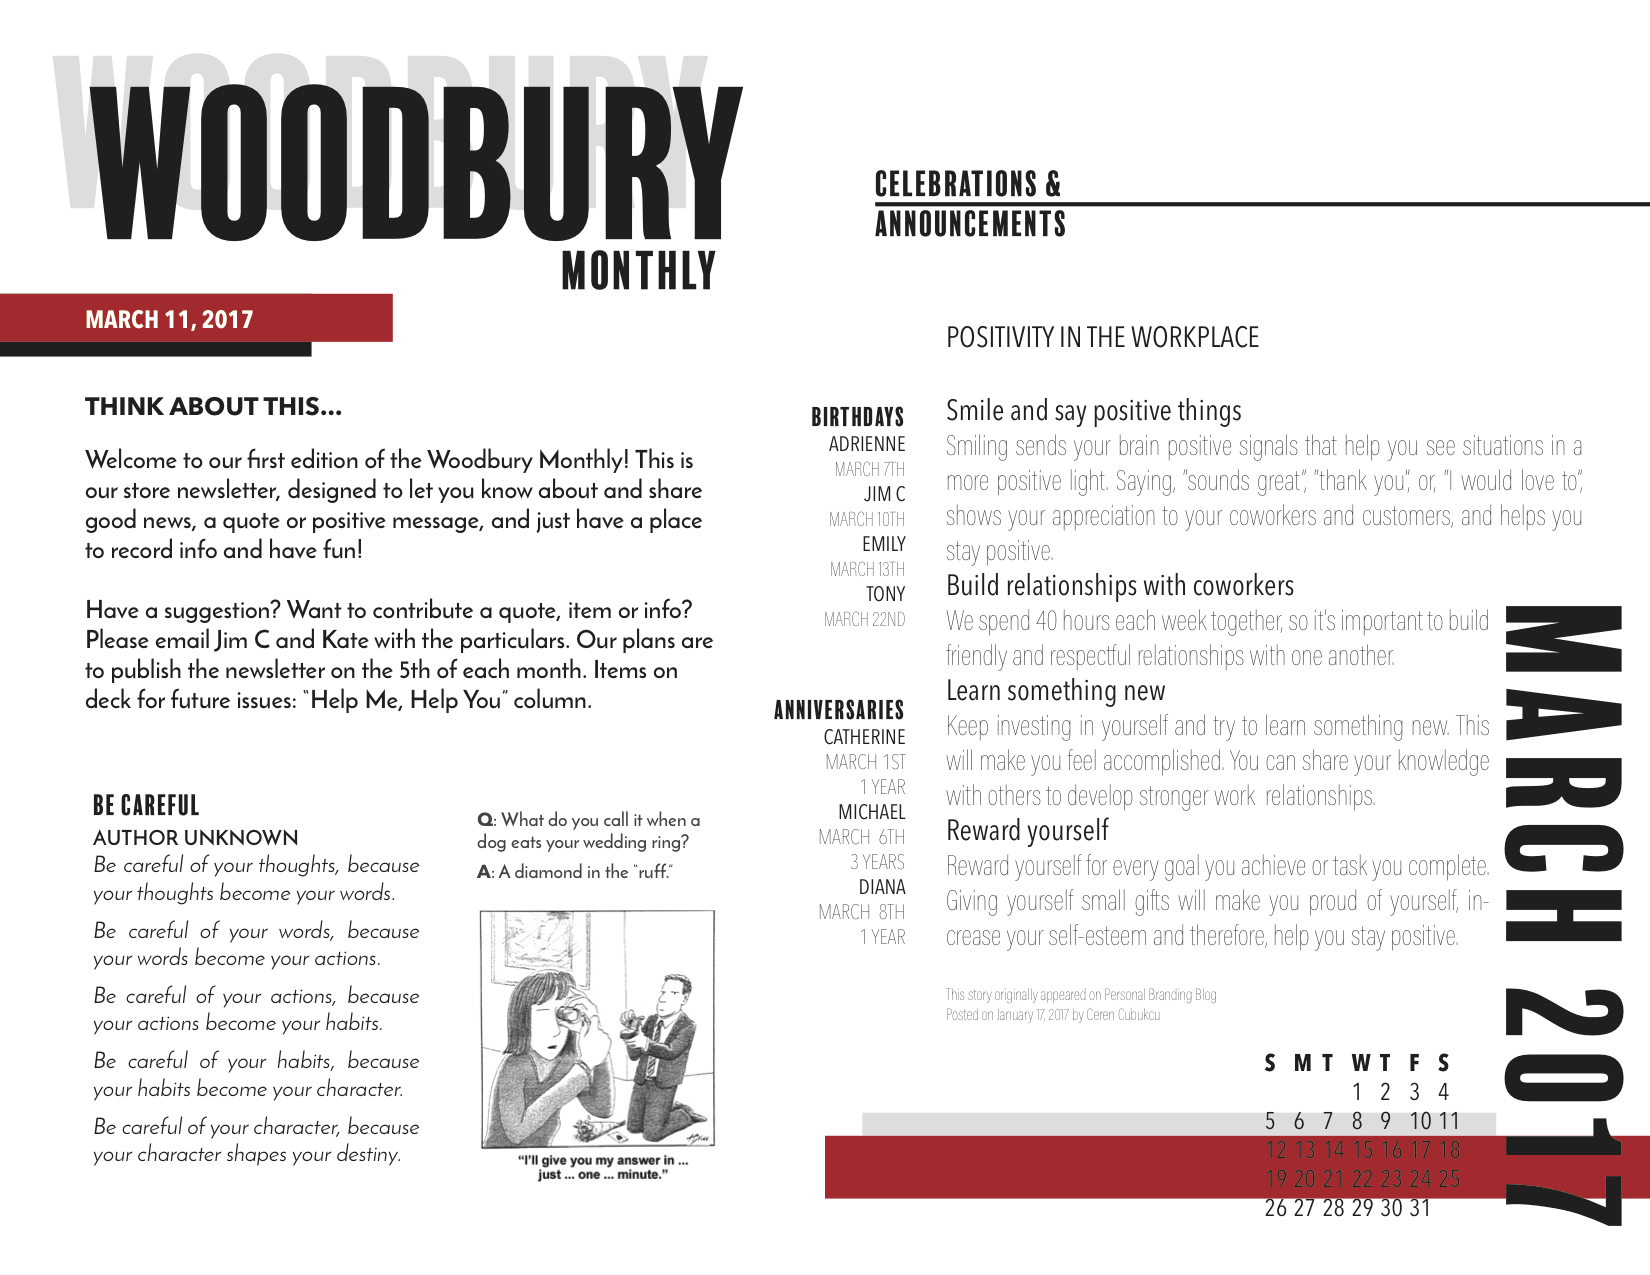 WOODBURY
WOODBURY
MONTHLY
MARCH 11, 2017
THINK ABOUT THIS...
Welcome to our first edition of the Woodbury Monthly! This is
our store newsletter, designed to let you know about and share
good news, a quote or positive message, and just have a place
to record info and have fun!
Have a suggestion? Want to contribute a quote, item or info?
Please email Jim C and Kate with the particulars. Our plans are
to publish the newsletter on the 5th of each month. Items on
deck for future issues: "Help Me, Help You" column.
BE CAREFUL
AUTHOR UNKNOWN
Be careful of your thoughts, because
your thoughts become your words.
Be careful of your words, because
your words become your actions.
Be careful of your actions, because
your actions become your habits.
Be careful of your habits, because
your habits become your character.
Be careful of your character, because
your character shapes your destiny.
Q: What do you call it when a
dog eats your wedding ring?
A: A diamond in the "ruff."
"I'll give you my answer in ...
just ... one ... minute."
CELEBRATIONS &
ANNOUNCEMENTS
BIRTHDAYS
ADRIENNE
MARCH 7TH
JIM C
MARCH 10TH
EMILY
MARCH 13TH
TONY
MARCH 22ND
ANNIVERSARIES
CATHERINE
MARCH 1ST
1 YEAR
MICHAEL
MARCH 6TH
3 YEARS
DIANA
MARCH 8TH
1 YEAR
POSITIVITY IN THE WORKPLACE
Smile and say positive things
Smiling sends your brain positive signals that help you see situations in a
more positive light. Saying, "sounds great", "thank you", or, "I would love to",
shows your appreciation to your coworkers and customers, and helps you
stay positive.
Build relationships with coworkers
We spend 40 hours each week together, so it's important to build
friendly and respectful relationships with one another.
Learn something new
Keep investing in yourself and try to learn something new. This
will make you feel accomplished. You can share your knowledge
with others to develop stronger work relationships.
Reward yourself
Reward yourself for every goal you achieve or task you complete.
Giving yourself small gifts will make you proud of yourself, in-
crease your self-esteem and therefore, help you stay positive.
This story originally appeared on Personal Branding Blog
Posted on January 17, 2017 by Ceren Cubukcu
MARCH 2017
S M T W T F S
1 2 3 4
5 6 7 8 9 10 11
12 13 14 15 16 17 18
19 20 21 22 23 24 25
26 27 28 29 30 31